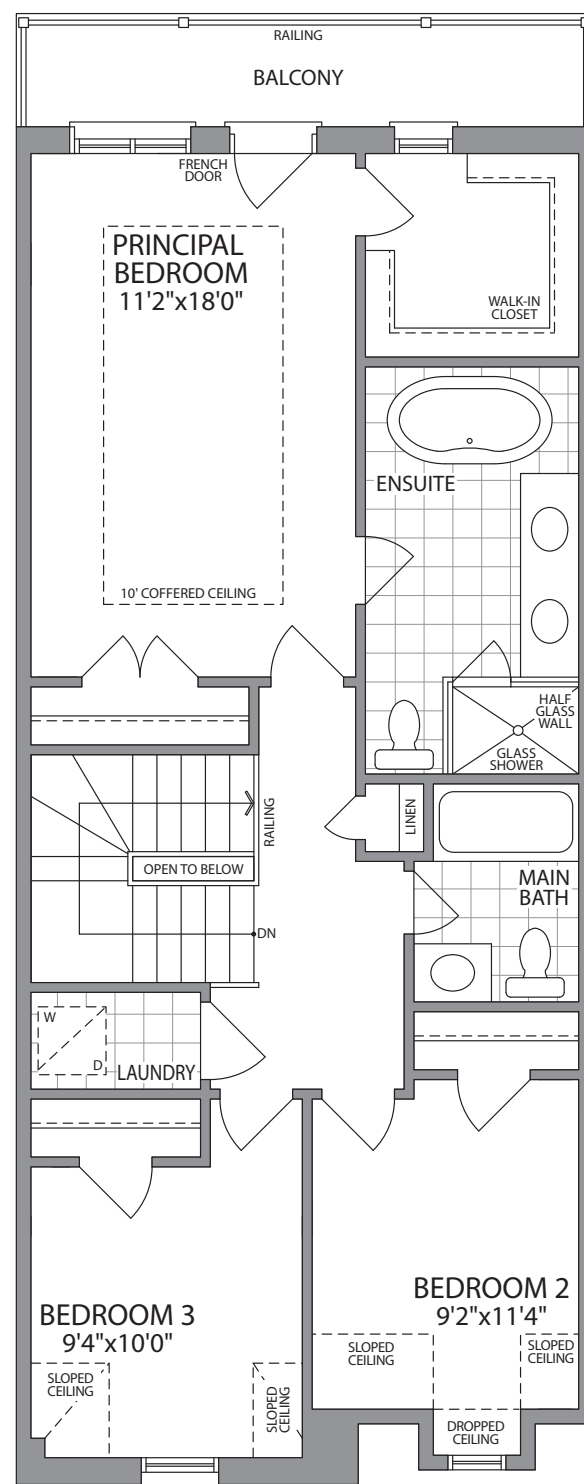 RAILING
BALCONY
FRENCH
DOOR
PRINCIPAL
BEDROOM
11'2"x18'0"
WALK-IN
CLOSET
ENSUITE
10' COFFERED CEILING
HALF
GLASS
WALL
GLASS
SHOWER
RAILING
LINEN
OPEN TO BELOW
MAIN
BATH
DN
W
D
LAUNDRY
BEDROOM 2
9'2"x11'4"
BEDROOM 3
9'4"x10'0"
SLOPED
CEILING
SLOPED
CEILING
SLOPED
CEILING
SLOPED
CEILING
DROPPED
CEILING